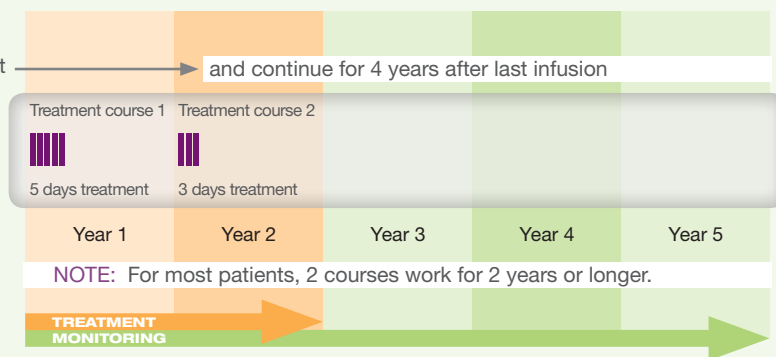 t and continue for 4 years after last infusion
Treatment course 1 Treatment course 2
5 days treatment 3 days treatment
Year 1 Year 2 Year 3 Year 4 Year 5
NOTE: For most patients, 2 courses work for 2 years or longer.
TREATMENT
MONITORING